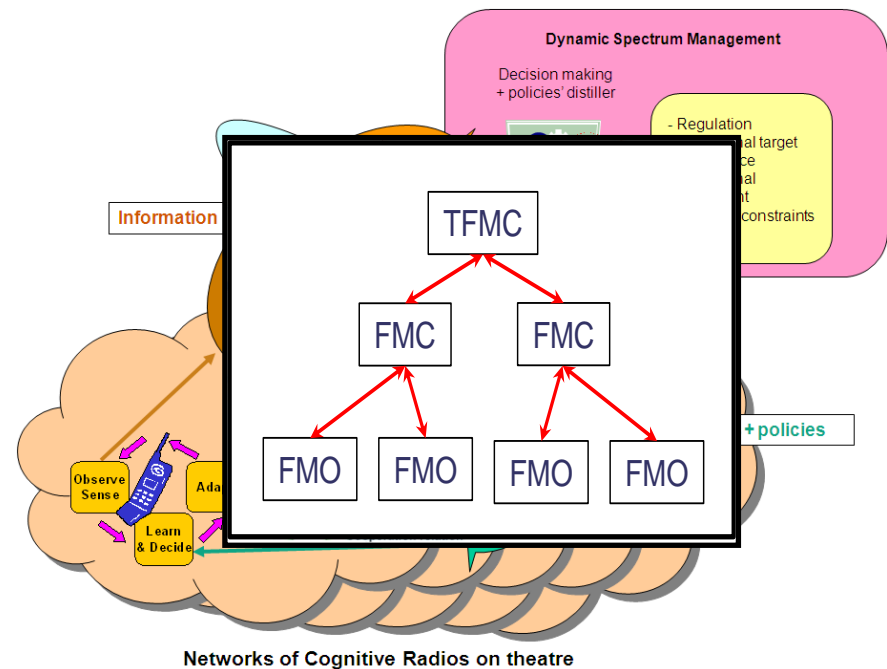 Dynamic Spectrum Management
Decision making
+ policies' distiller
- Regulation
target
constraints
Information
TFMC
FMC FMC
FMO FMO FMO FMO
+ policies
Observe
Sense
Learn
& Decide
Networks of Cognitive Radios on theatre